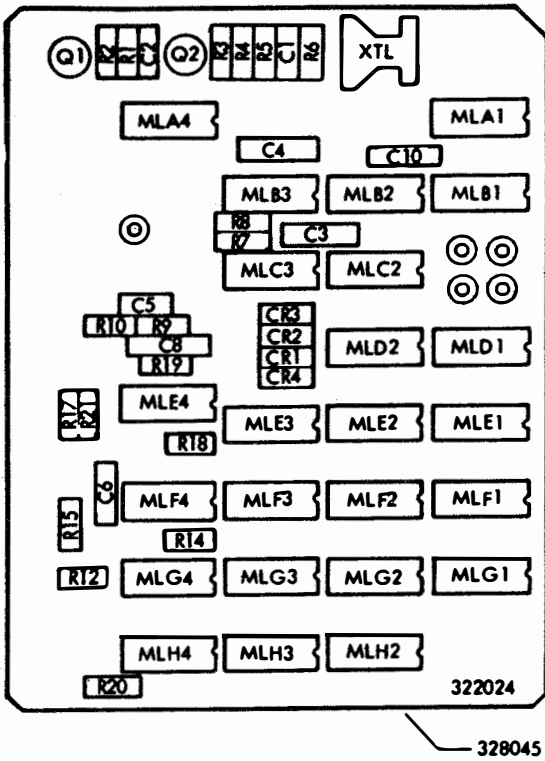 Q1 R2 R1 C2 Q2 R3 R4 R5 C1 R6 XTL
MLA4 MLA1
C4 C10
MLB3 MLB2 MLB1
R8
R7 C3
MLC3 MLC2
C5 CR3
R10 R9 CR2
C8 MLD2 MLD1
R19 CR1
CR4
MLE4
R17 R21 MLE3 MLE2 MLE1
R18
C6
MLF4 MLF3 MLF2 MLF1
R15
R14
R12 MLG4 MLG3 MLG2 MLG1
MLH4 MLH3 MLH2
R20 322024
328045